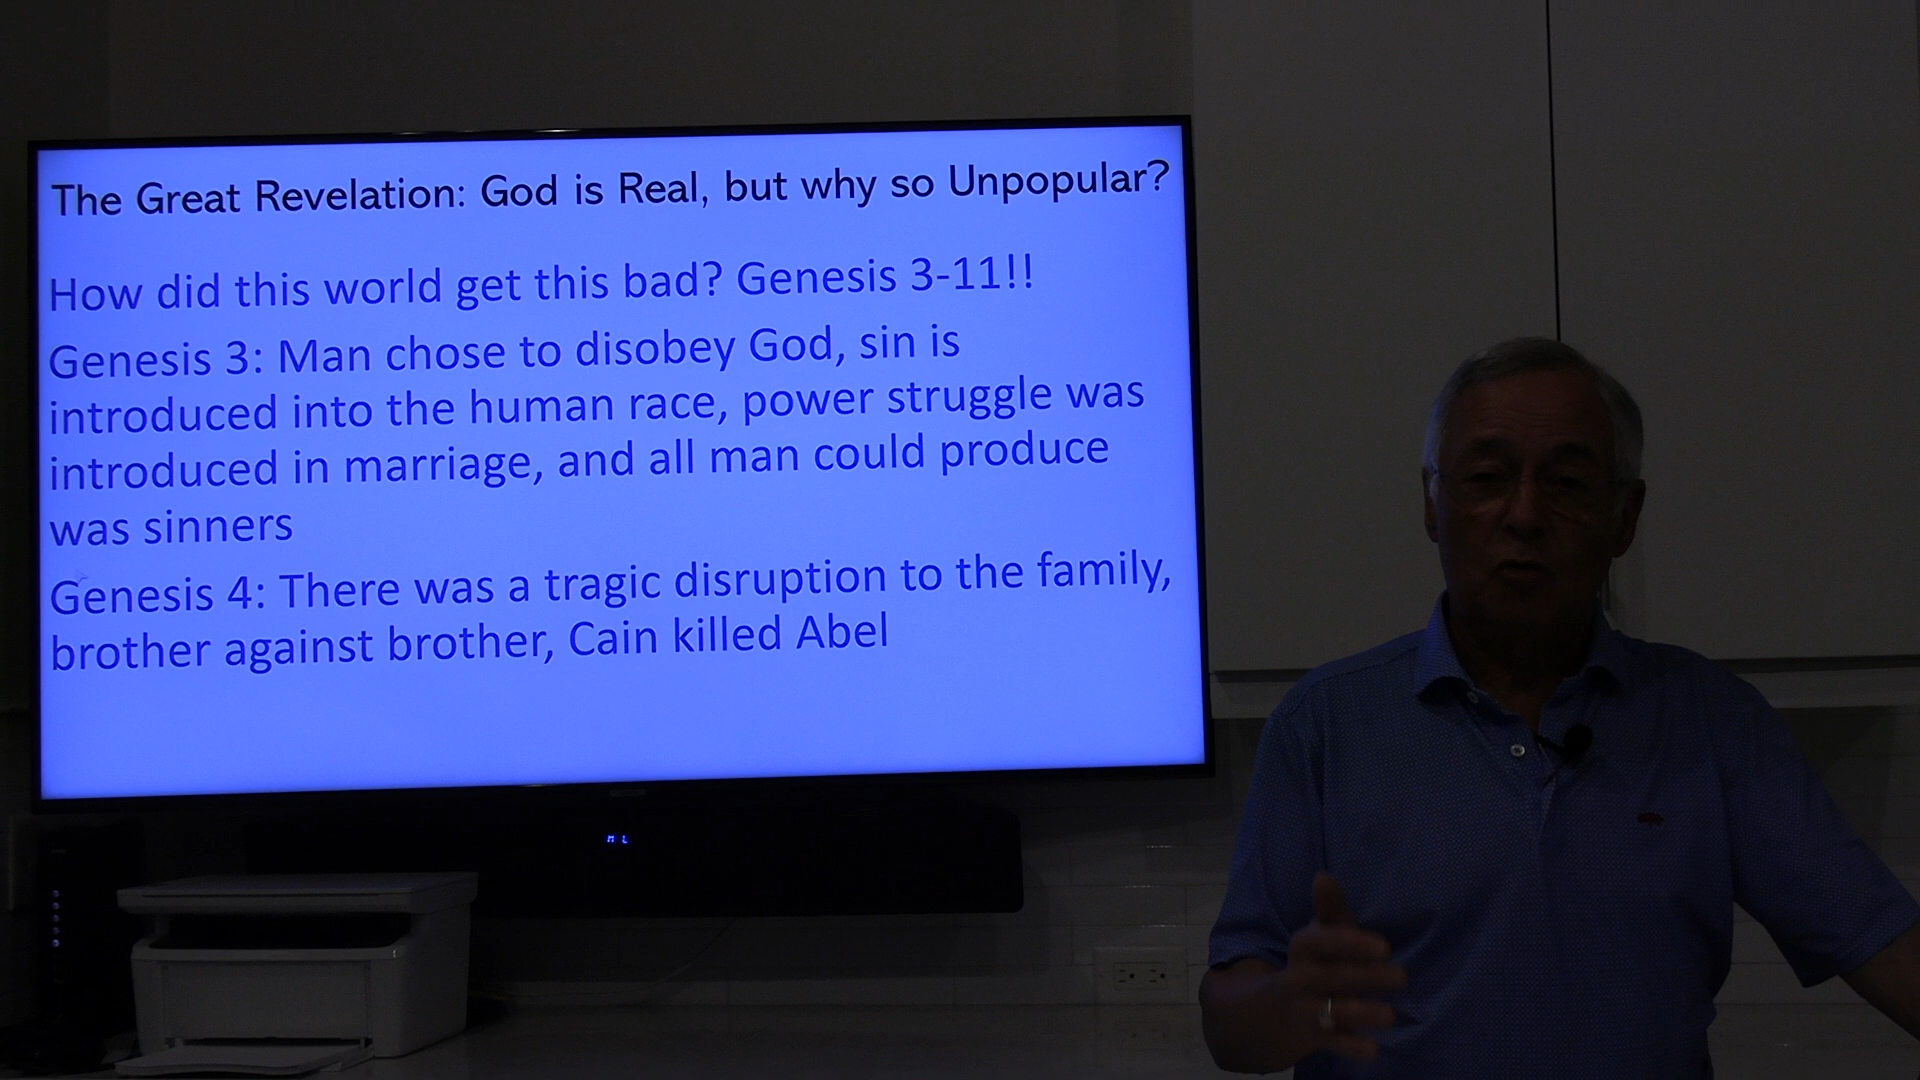 The Great Revelation: God is Real, but why so Unpopular?
How did this world get this bad? Genesis 3-11!!
Genesis 3: Man chose to disobey God, sin is
introduced into the human race, power struggle was
introduced in marriage, and all man could produce
was sinners
Genesis 4: There was a tragic disruption to the family,
brother against brother, Cain killed Abel